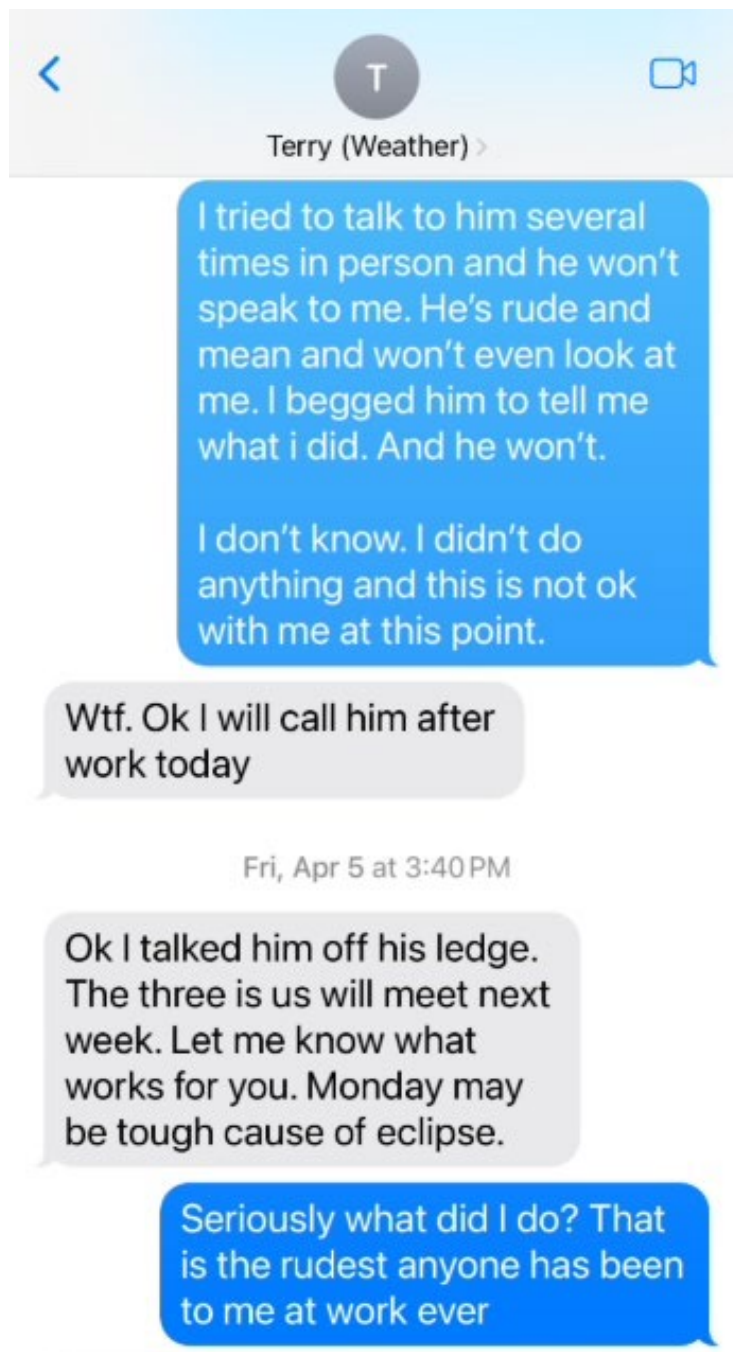 T
Terry (Weather)
I tried to talk to him several
times in person and he won't
speak to me. He's rude and
mean and won't even look at
me. I begged him to tell me
what i did. And he won't.
I don't know. I didn't do
anything and this is not ok
with me at this point.
Wtf. Ok I will call him after
work today
Fri, Apr 5 at 3:40 PM
Ok I talked him off his ledge.
The three is us will meet next
week. Let me know what
works for you. Monday may
be tough cause of eclipse.
Seriously what did I do? That
is the rudest anyone has been
to me at work ever